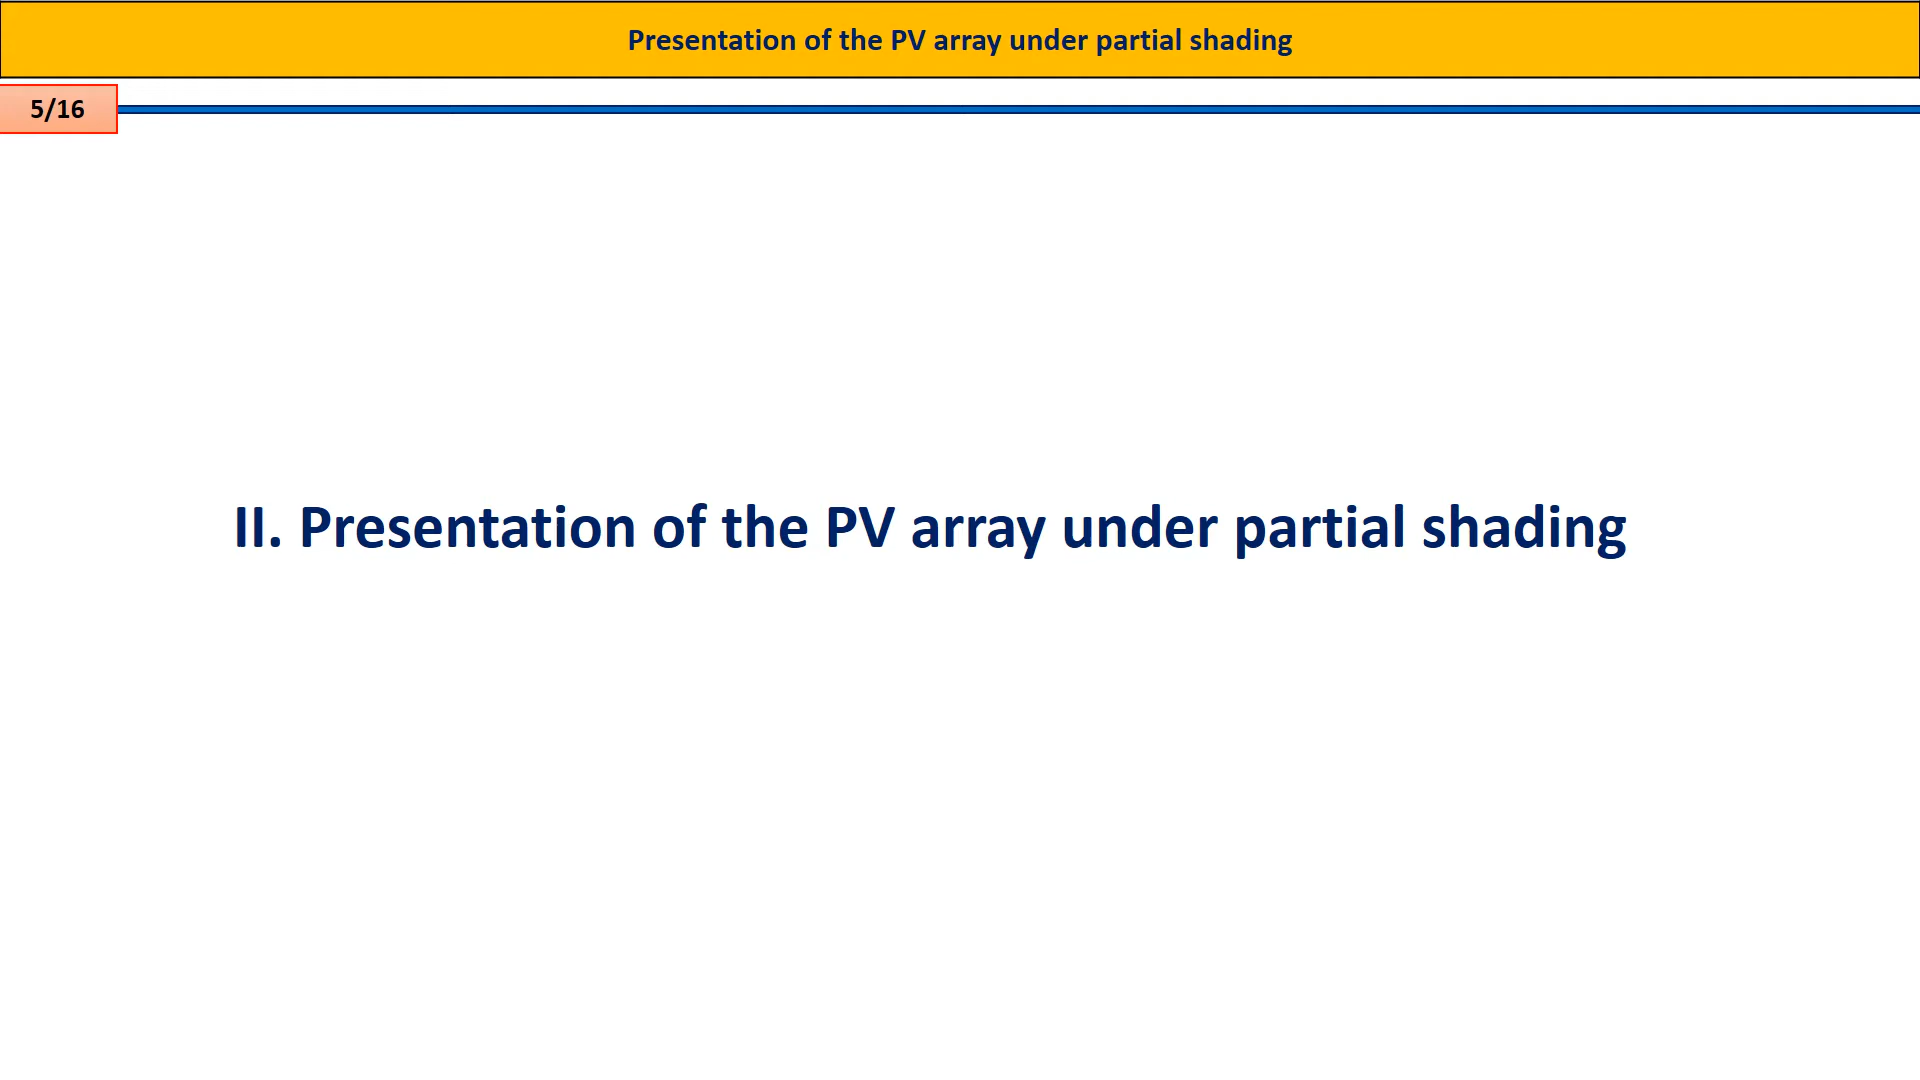 Presentation of the PV array under partial shading
5/16
II. Presentation of the PV array under partial shading